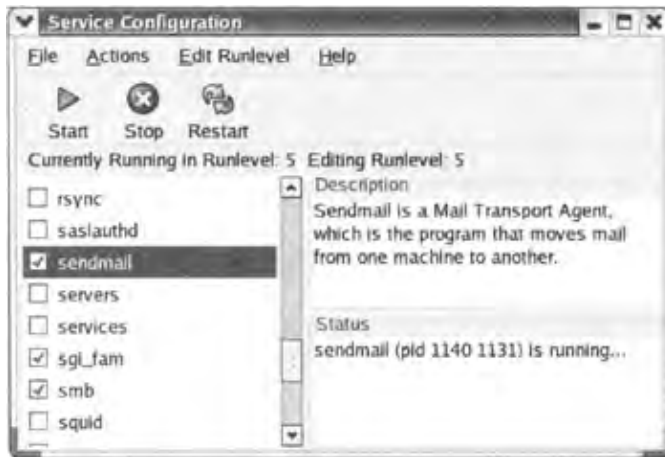 Service Configuration
File Actions Edit Runlevel Help
Start Stop Restart
Currently Running in Runlevel: 5 Editing Runlevel: 5
rsync
saslauthd
sendmail
servers
services
sgi_fam
smb
squid
Description
Sendmail is a Mail Transport Agent,
which is the program that moves mail
from one machine to another.
Status
sendmail (pid 1140 1131) is running...